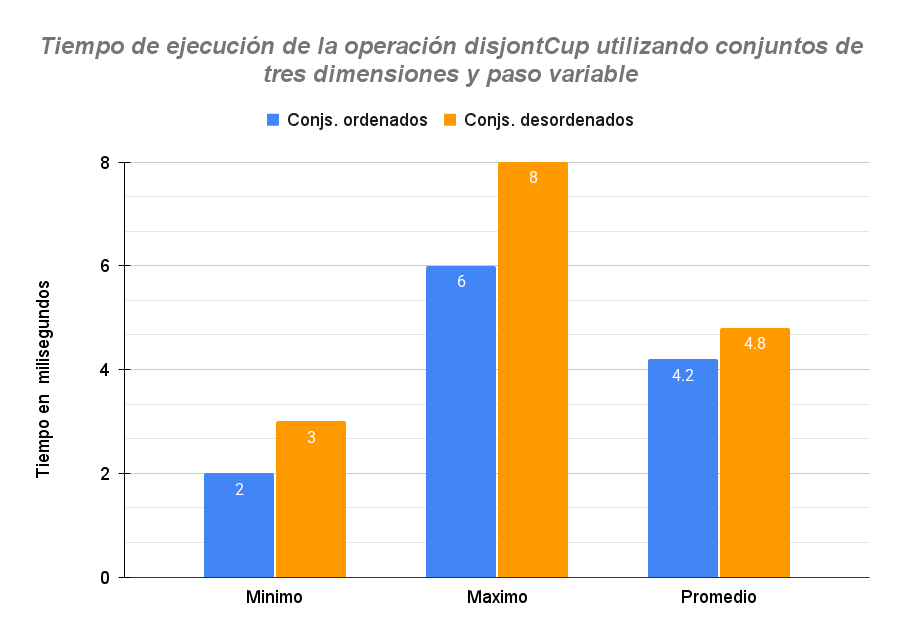 Tiempo de ejecución de la operación disjontCup utilizando conjuntos de
tres dimensiones y paso variable
Conjs. ordenados
Conjs. desordenados
Tiempo en milisegundos
8
6
4
2
0
2
3
6
8
4.2
4.8
Minimo
Maximo
Promedio